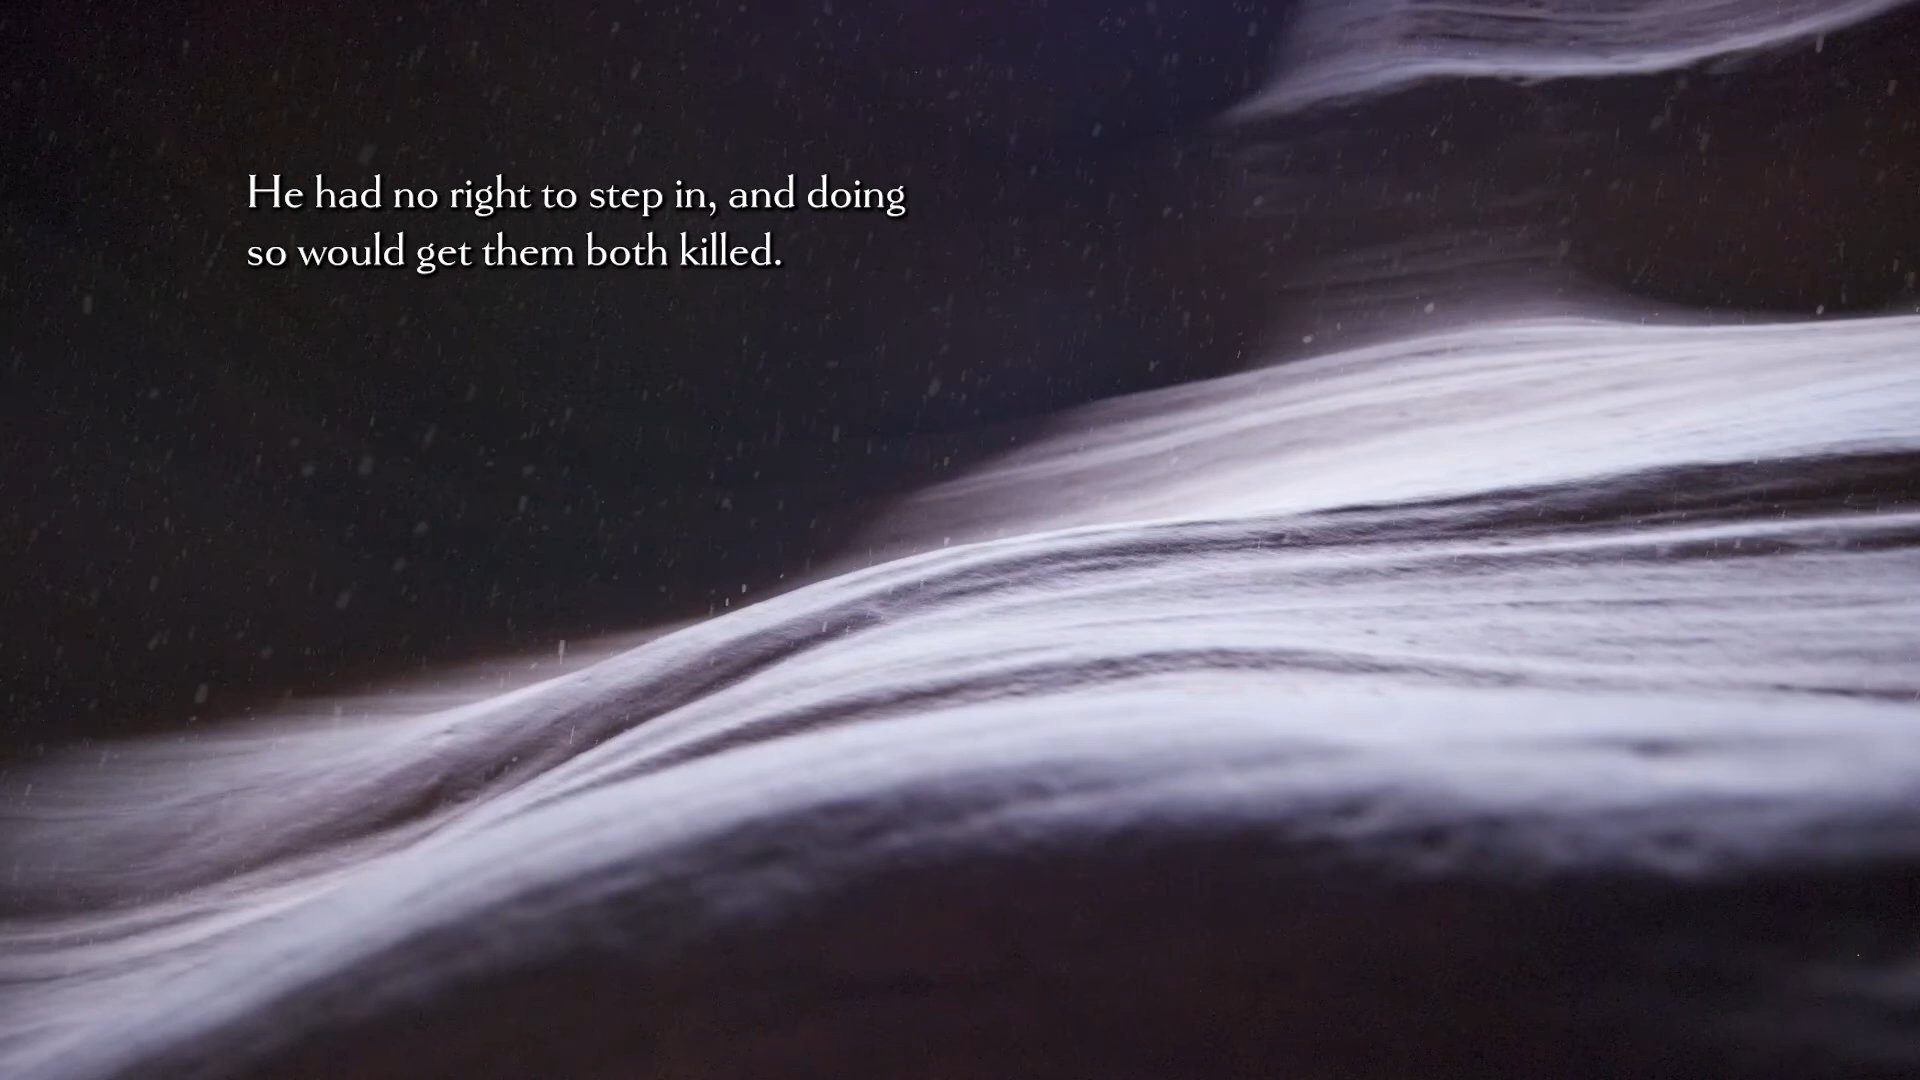 He had no right to step in, and doing
so would get them both killed.